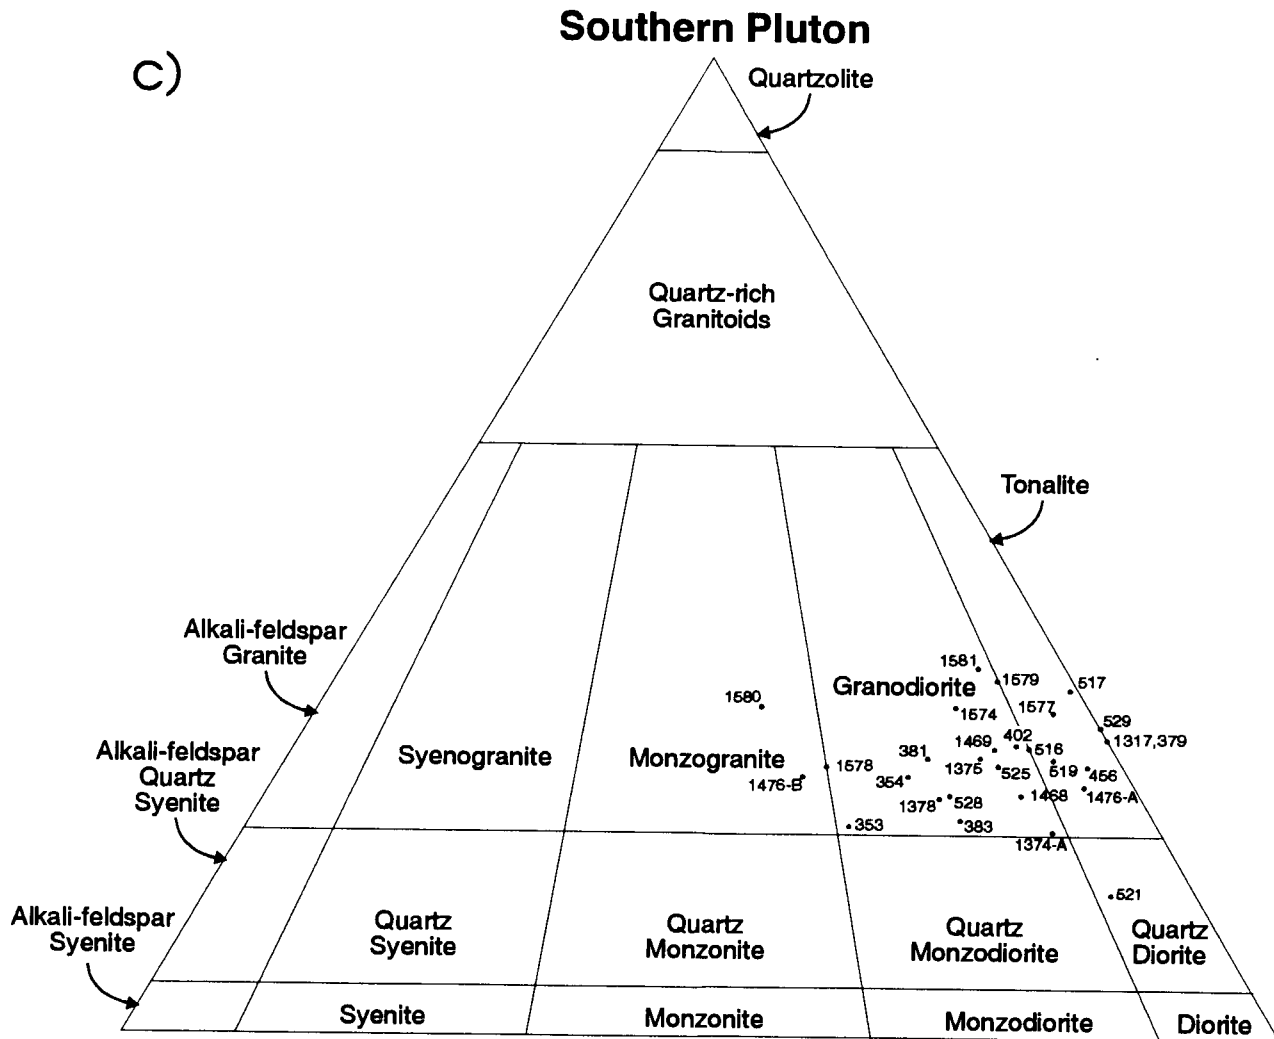 Southern Pluton
c)
Quartzolite
Quartz-rich
Granitoids
Tonalite
Alkali-feldspar
Granite
1581
1579
517
Granodiorite
1580
1574
1577
529
1317,379
402
516
1469
381
Alkali-feldspar
Quartz
Syenite
Syenogranite
Monzogranite
1578
1375
525
519
456
1476-B
354
1468
1476-A
1378
528
353
383
1374-A
521
Alkali-feldspar
Syenite
Quartz
Syenite
Quartz
Monzonite
Quartz
Monzodiorite
Quartz
Diorite
Syenite
Monzonite
Monzodiorite
Diorite